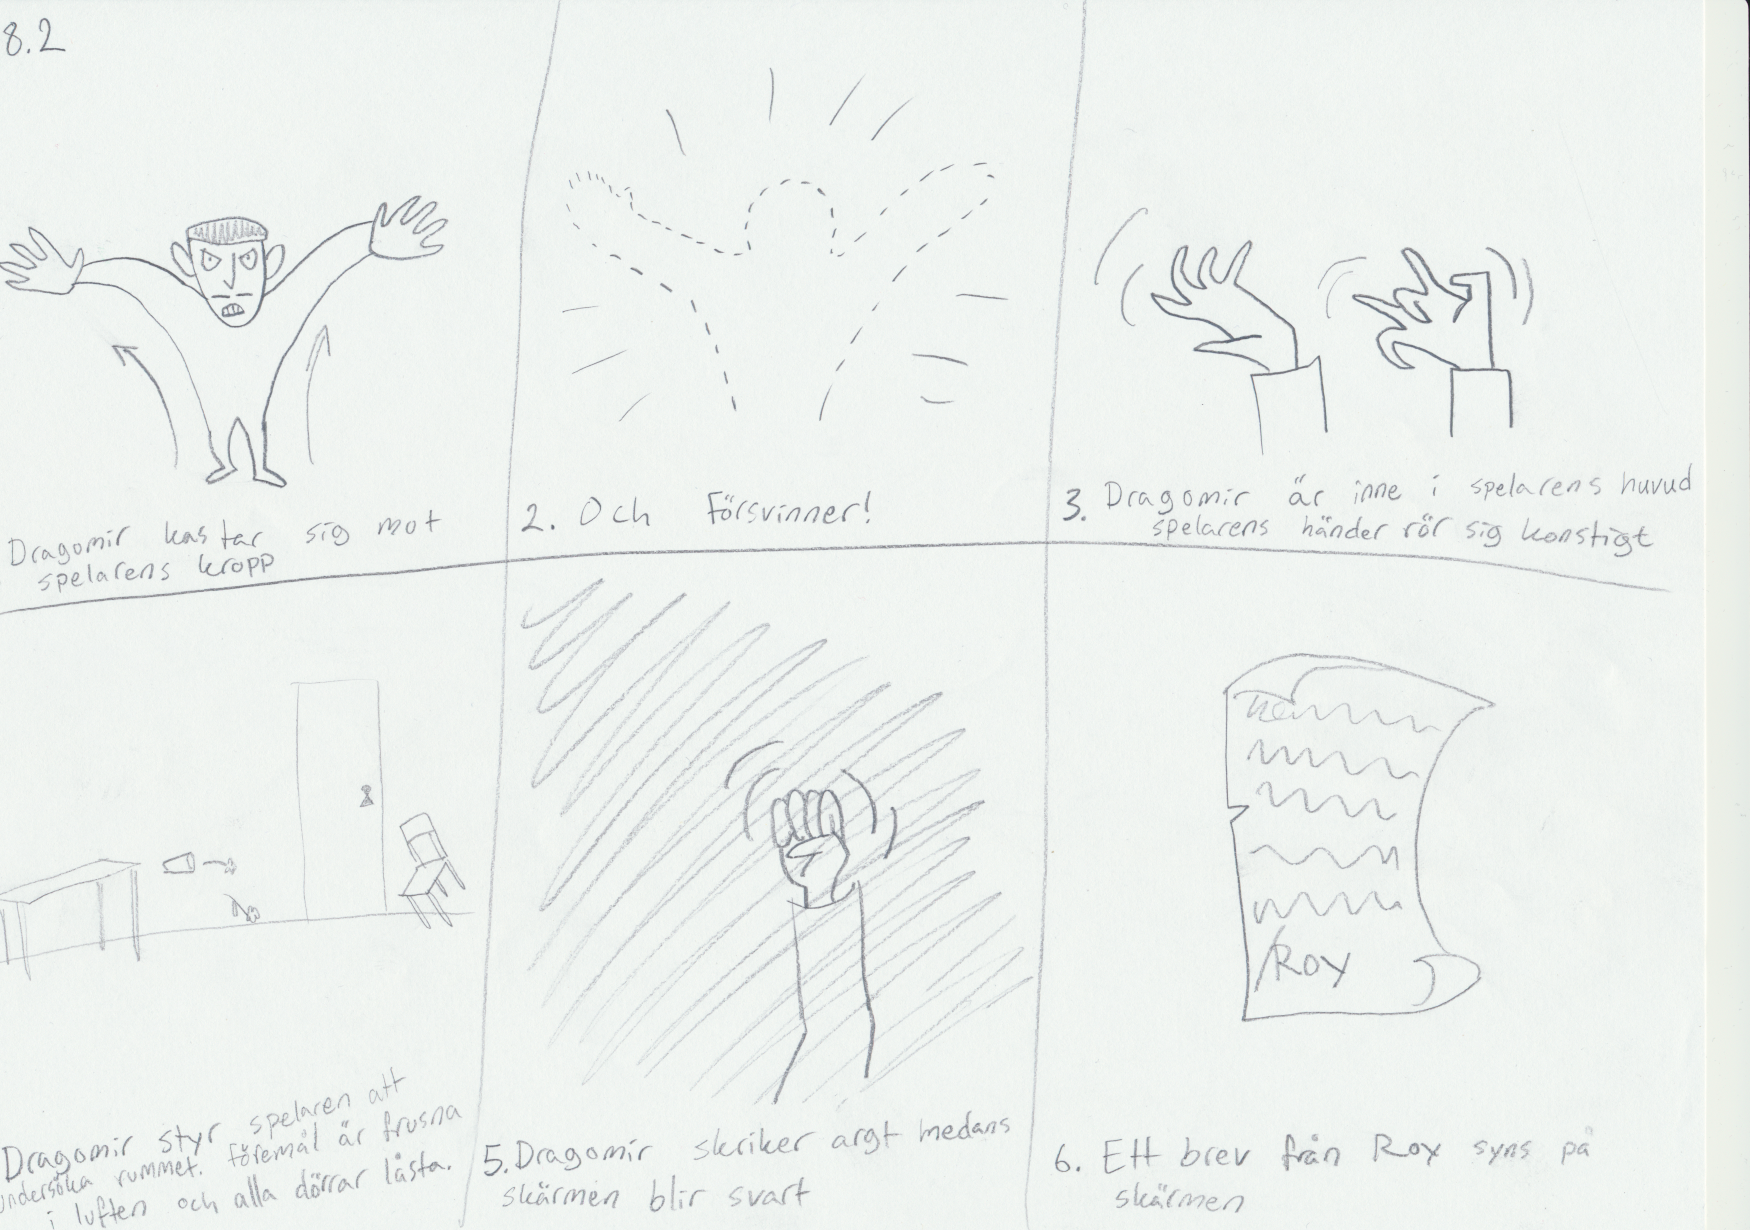 8.2
Dragomir kastar sig mot
spelarens kropp
2. Och försvinner!
3. Dragomir är inne i spelarens huvud
spelarens händer rör sig konstigt
Dragomir styr spelaren att
undersöka rummet. föremål är frusna
i luften och alla dörrar låsta.
5. Dragomir skriker argt medans
skärmen blir svart
Roy
6. Ett brev från Roy syns på
skärmen